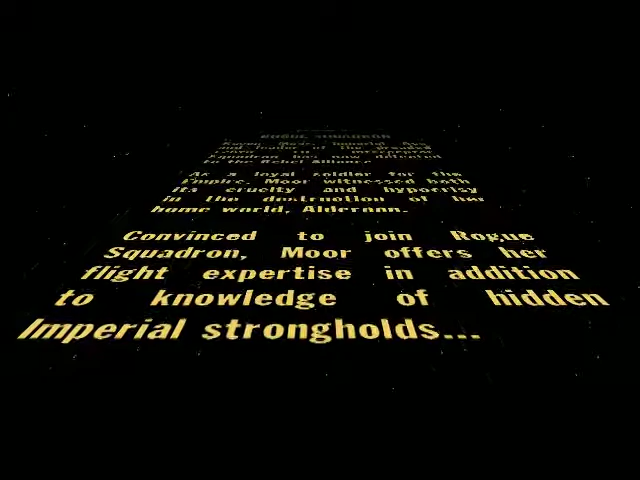 ROGUE SQUADRON
Kasan Moor, Imperial Ace
and leader of the dreaded
Squadron has now defected
to the Rebel Alliance.
As a loyal soldier for the
Empire, Moor witnessed both
its cruelty and hypocrisy
in the destruction of her
home world, Alderaan.
Convinced to join Rogue
Squadron, Moor offers her
flight expertise in addition
to knowledge of hidden
Imperial strongholds...